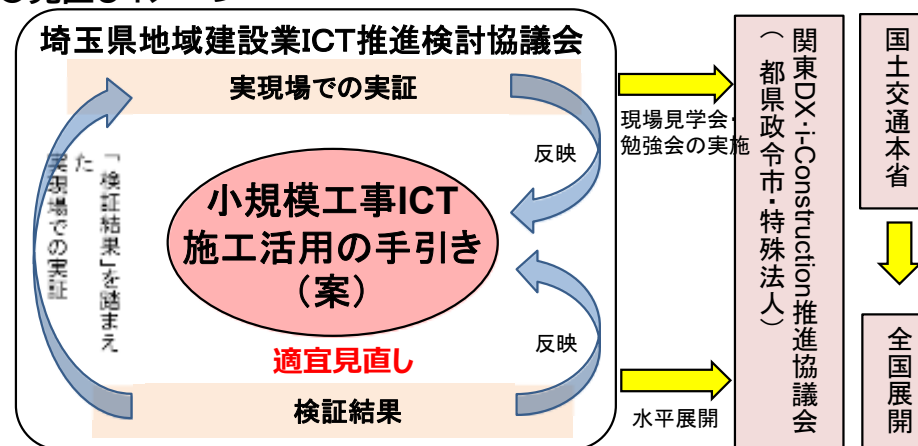 埼玉県地域建設業ICT推進検討協議会
実現場での実証
反映
「検証結果」を踏まえ
た
実現場での実証
小規模工事ICT
施工活用の手引き
（案）
適宜見直し
反映
検証結果
現場見学会・
勉強会の実施
水平展開
関東DX・i-Construction推進協議会
（都県政令市・特殊法人）
国土交通本省
全国展開